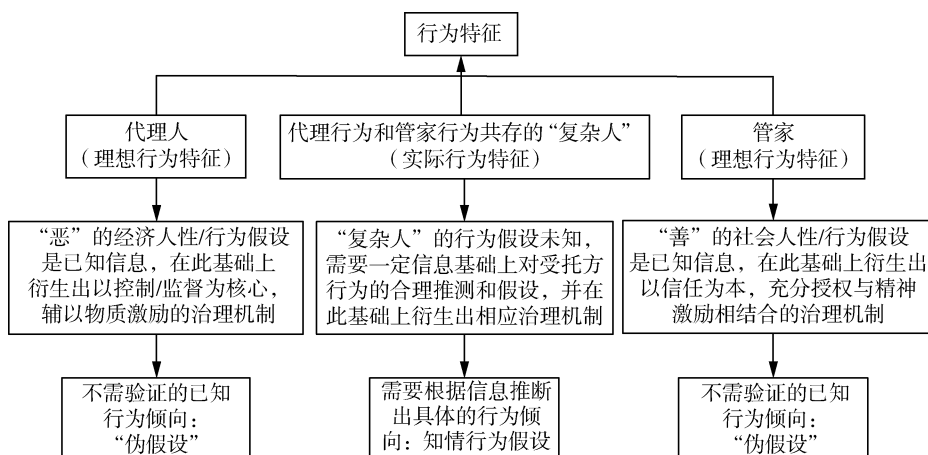 行为特征
代理人
（理想行为特征）
代理行为和管家行为共存的“复杂人”
（实际行为特征）
管家
（理想行为特征）
“恶”的经济人性/行为假设
是已知信息，在此基础上
衍生出以控制/监督为核心，
辅以物质激励的治理机制
“复杂人”的行为假设未知，
需要一定信息基础上对受托方
行为的合理推测和假设，并在
此基础上衍生出相应治理机制
“善”的社会人性/行为假设
是已知信息，在此基础上衍生出
以信任为本，充分授权与精神
激励相结合的治理机制
不需验证的已知
行为倾向：
“伪假设”
需要根据信息推断
出具体的行为倾
向：知情行为假设
不需验证的已知
行为倾向：
“伪假设”